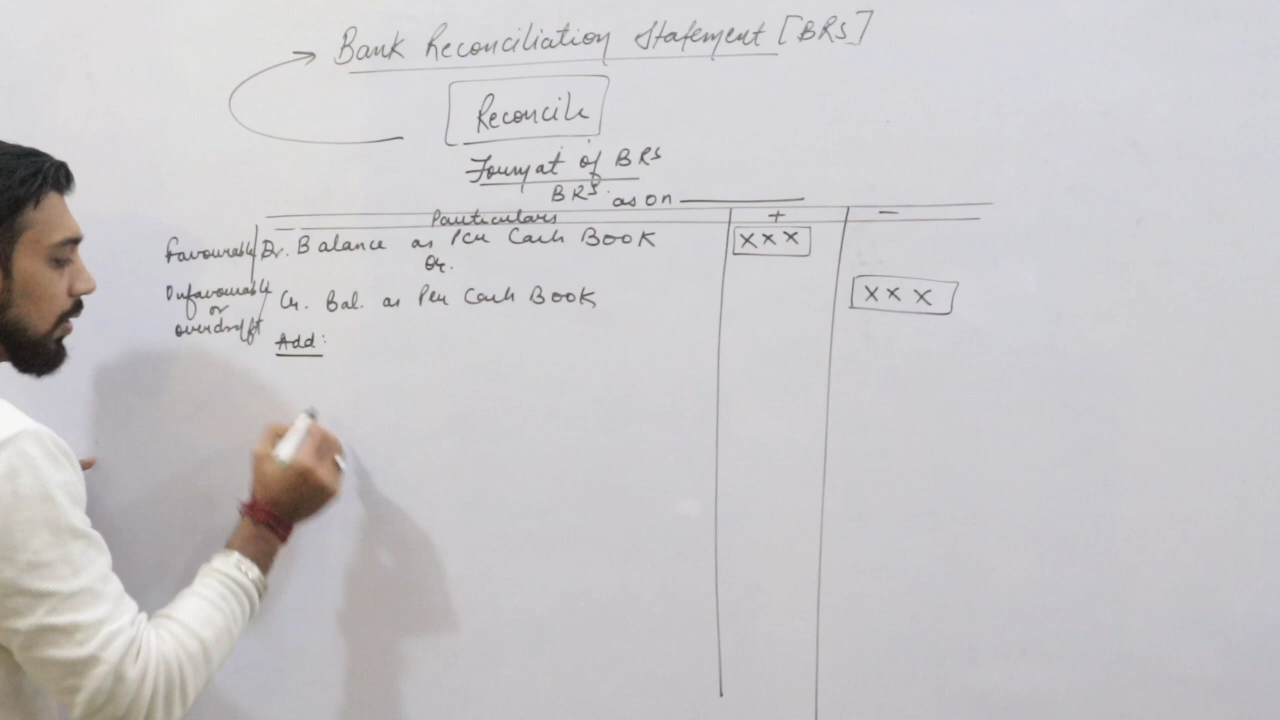 Bank Reconciliation Statement [BRS]
Reconcile
Format of BRS
BRS as on
Particulars + -
Favourable Dr. Balance as Per Cash Book XXX
Or.
Unfavourable or overdraft Cr. Bal. as Per Cash Book XXX
Add: